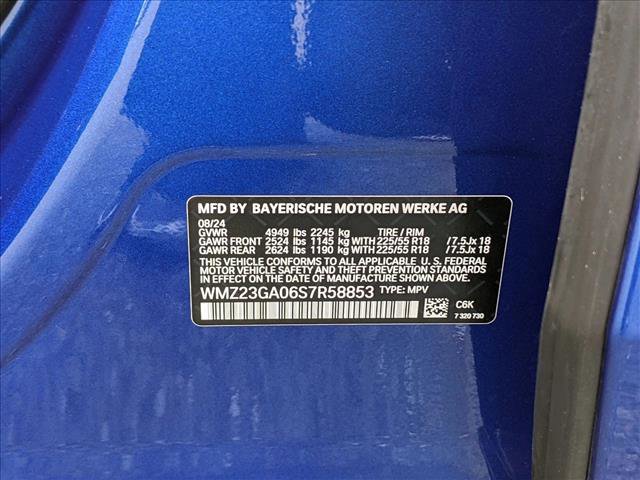 MFD BY BAYERISCHE MOTOREN WERKE AG
08/24
GVWR 4949 lbs 2245 kg TIRE / RIM
GAWR FRONT 2524 lbs 1145 kg WITH 225/55 R18 / 7.5Jx 18
GAWR REAR 2624 lbs 1190 kg WITH 225/55 R18 / 7.5Jx 18
THIS VEHICLE CONFORMS TO ALL APPLICABLE U. S. FEDERAL
MOTOR VEHICLE SAFETY AND THEFT PREVENTION STANDARDS
IN EFFECT ON THE DATE OF MANUFACTURE SHOWN ABOVE.
WMZ23GA06S7R58853 TYPE: MPV
C6K
7 320 730